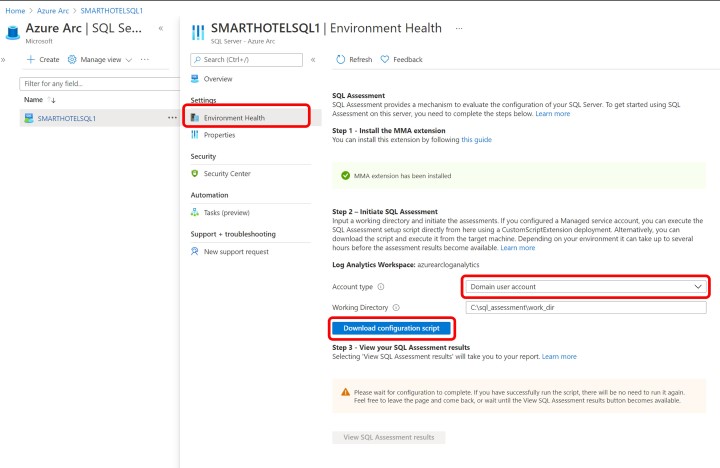 Home > Azure Arc > SMARTHOTELSQL1
Azure Arc | SQL Se...
Microsoft
Create
Manage view
Filter for any field...
Name
SMARTHOTELSQL1
SMARTHOTELSQL1 | Environment Health
SQL Server - Azure Arc
Search (Ctrl+/)
Overview
Settings
Environment Health
Properties
Security
Security Center
Automation
Tasks (preview)
Support + troubleshooting
New support request
Refresh
Feedback
SQL Assessment
SQL Assessment provides a mechanism to evaluate the configuration of your SQL Server. To get started using SQL
Assessment on this server, you need to complete the steps below. Learn more
Step 1 - Install the MMA extension
You can install this extension by following this guide
MMA extension has been installed
Step 2 – Initiate SQL Assessment
Input a working directory and initiate the assessments. If you configured a Managed service account, you can execute the
SQL Assessment setup script directly from here using a CustomScriptExtension deployment. Alternatively, you can
download the script and execute it from the target machine. Depending on your environment it can take up to several
hours before the assessment results become available. Learn more
Log Analytics Workspace: azurearcloganalytics
Account type
Domain user account
Working Directory
C:\sql_assessment\work_dir
Download configuration script
Step 3 - View your SQL Assessment results
Selecting 'View SQL Assessment results' will take you to your report. Learn more
Please wait for configuration to complete. If you have successfully run the script, there will be no need to run it again.
Feel free to leave the page and come back, or wait until the View SQL Assessment results button becomes available.
View SQL Assessment results